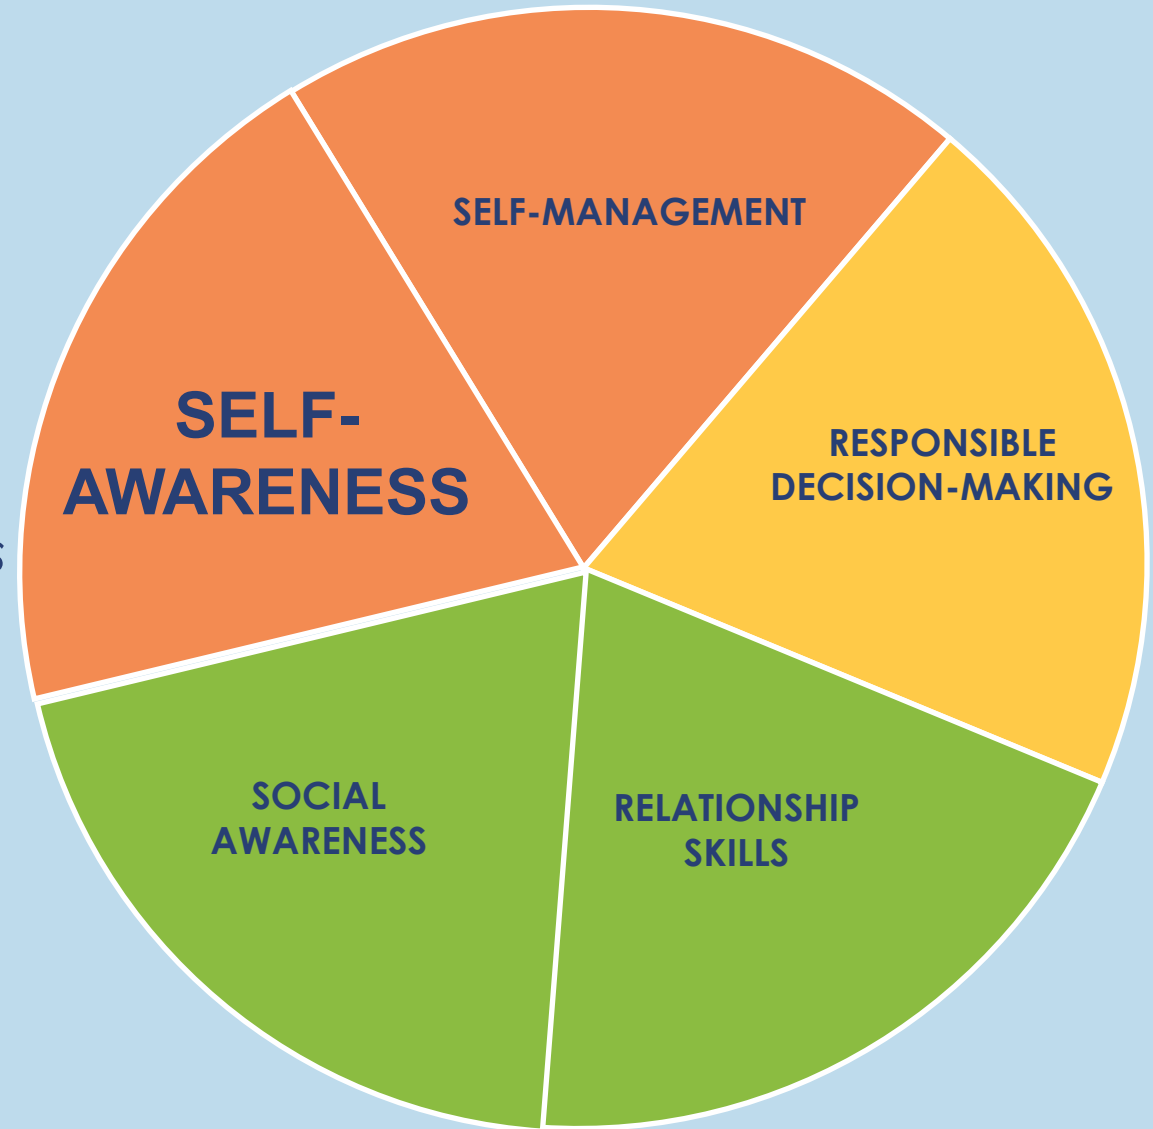 SELF-MANAGEMENT
SELF-
AWARENESS
RESPONSIBLE
DECISION-MAKING
SOCIAL
AWARENESS
RELATIONSHIP
SKILLS